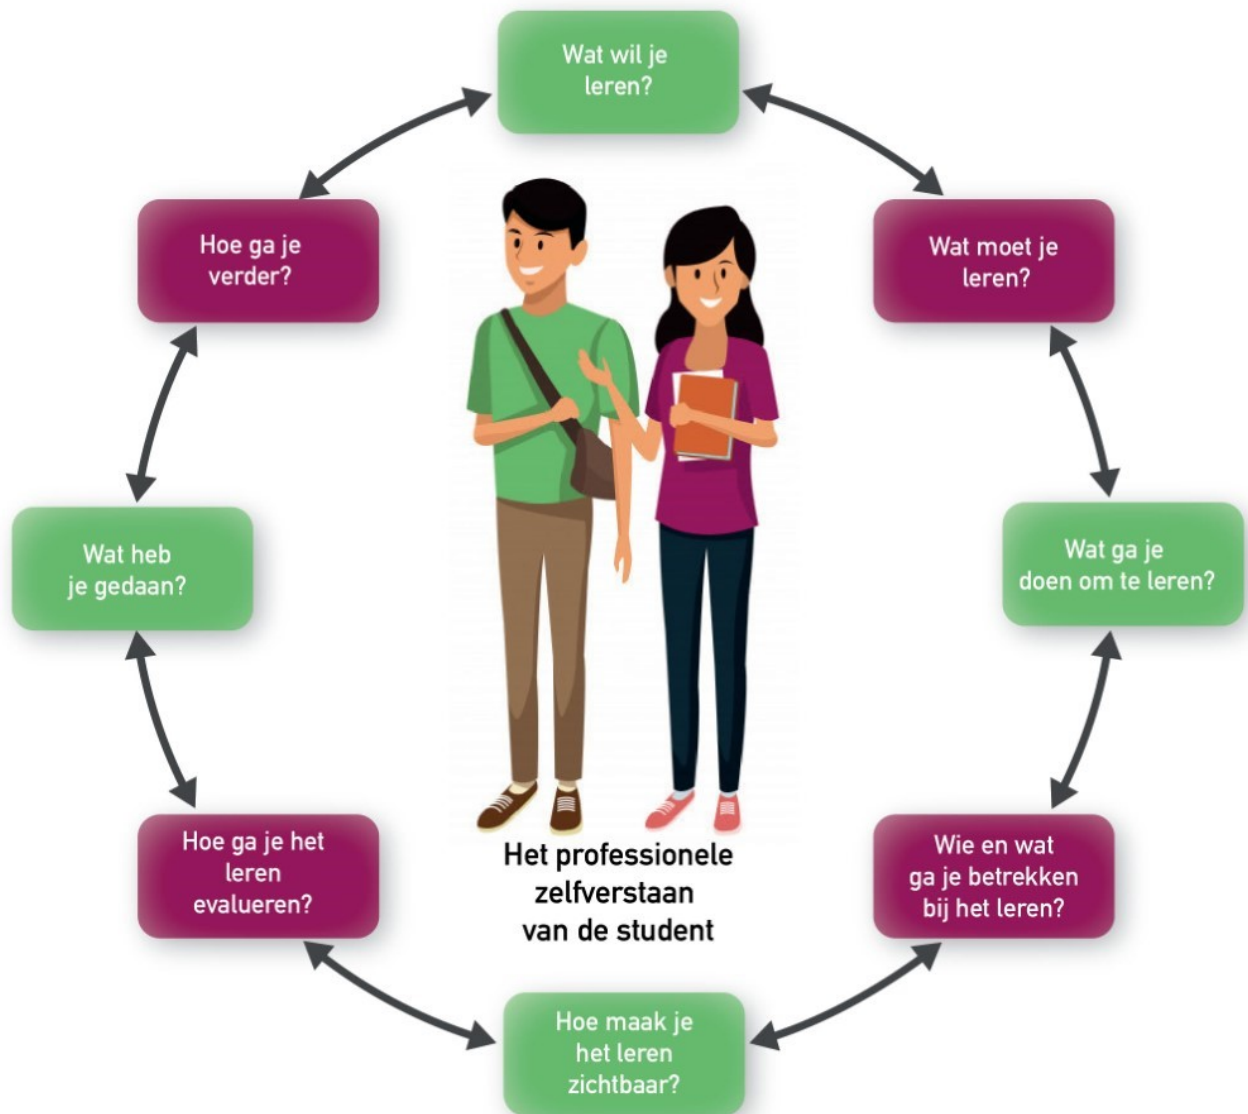 Wat wil je
leren?
Wat moet je
leren?
Wat ga je
doen om te leren?
Wie en wat
ga je betrekken
bij het leren?
Hoe maak je
het leren
zichtbaar?
Hoe ga je het
leren
evalueren?
Wat heb
je gedaan?
Hoe ga je
verder?
Het professionele
zelfverstaan
van de student